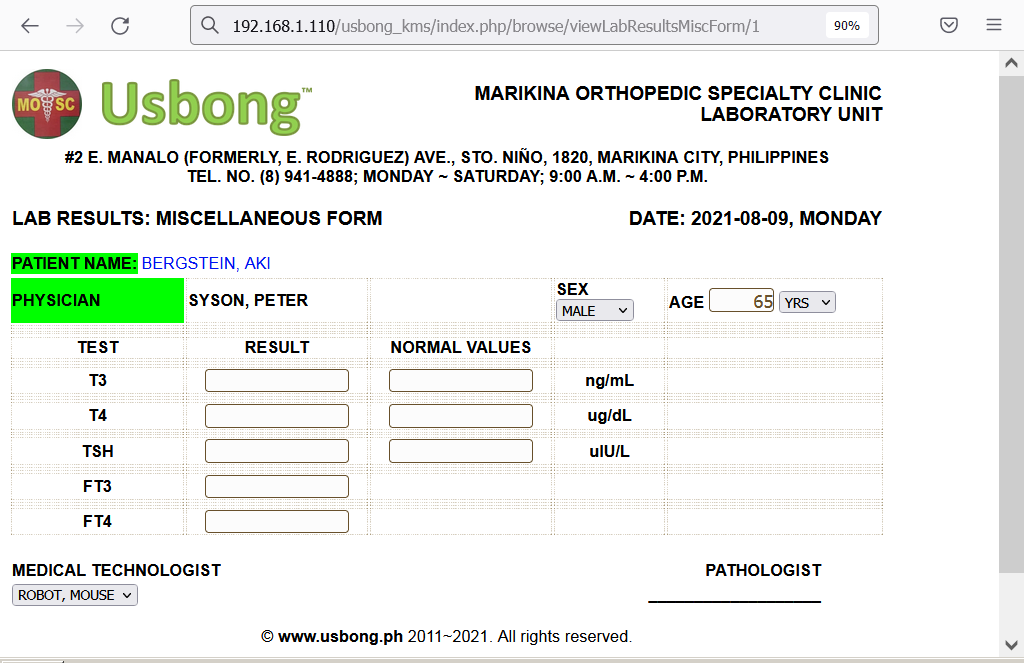 192.168.1.110/usbong_kms/index.php/browse/viewLabResultsMiscForm/1 90%
MOSC Usbong™
MARIKINA ORTHOPEDIC SPECIALTY CLINIC
LABORATORY UNIT
#2 E. MANALO (FORMERLY, E. RODRIGUEZ) AVE., STO. NIÑO, 1820, MARIKINA CITY, PHILIPPINES
TEL. NO. (8) 941-4888; MONDAY ~ SATURDAY; 9:00 A.M. ~ 4:00 P.M.
LAB RESULTS: MISCELLANEOUS FORM DATE: 2021-08-09, MONDAY
PATIENT NAME: BERGSTEIN, AKI
PHYSICIAN SYSON, PETER SEX MALE AGE 65 YRS
TEST RESULT NORMAL VALUES
T3 ng/mL
T4 ug/dL
TSH uIU/L
FT3
FT4
MEDICAL TECHNOLOGIST PATHOLOGIST
ROBOT, MOUSE
© www.usbong.ph 2011~2021. All rights reserved.